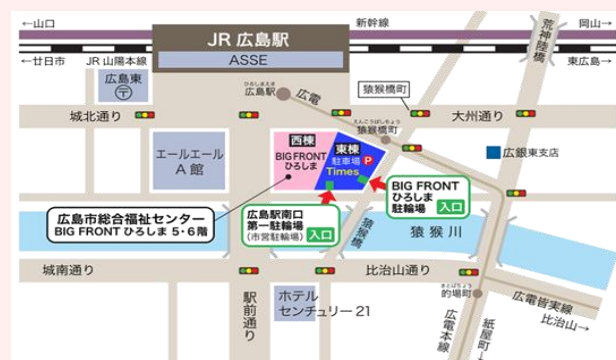 ←山口
新幹線
岡山→
JR 広島駅
ASSE
荒神陸橋
←廿日市
JR 山陽本線
東広島→
広島東
〒
ひろしまえき
広島駅
広電
猿猴橋町
城北通り
大州通り
えんこうばしちょう
猿猴橋町
エールエール
A 館
西棟
BIG FRONT
ひろしま
東棟
駐車場 P
Times
広銀東支店
BIG FRONT
ひろしま
駐輪場
入口
広島市総合福祉センター
BIG FRONT ひろしま 5・6 階
広島駅南口
第一駐輪場
(市営駐輪場)
入口
猿猴橋
猿猴川
城南通り
比治山通り
駅前通り
ホテル
センチュリー 21
まとばちょう
的場町
広電本線
紙屋町→
広電皆実線
比治山→